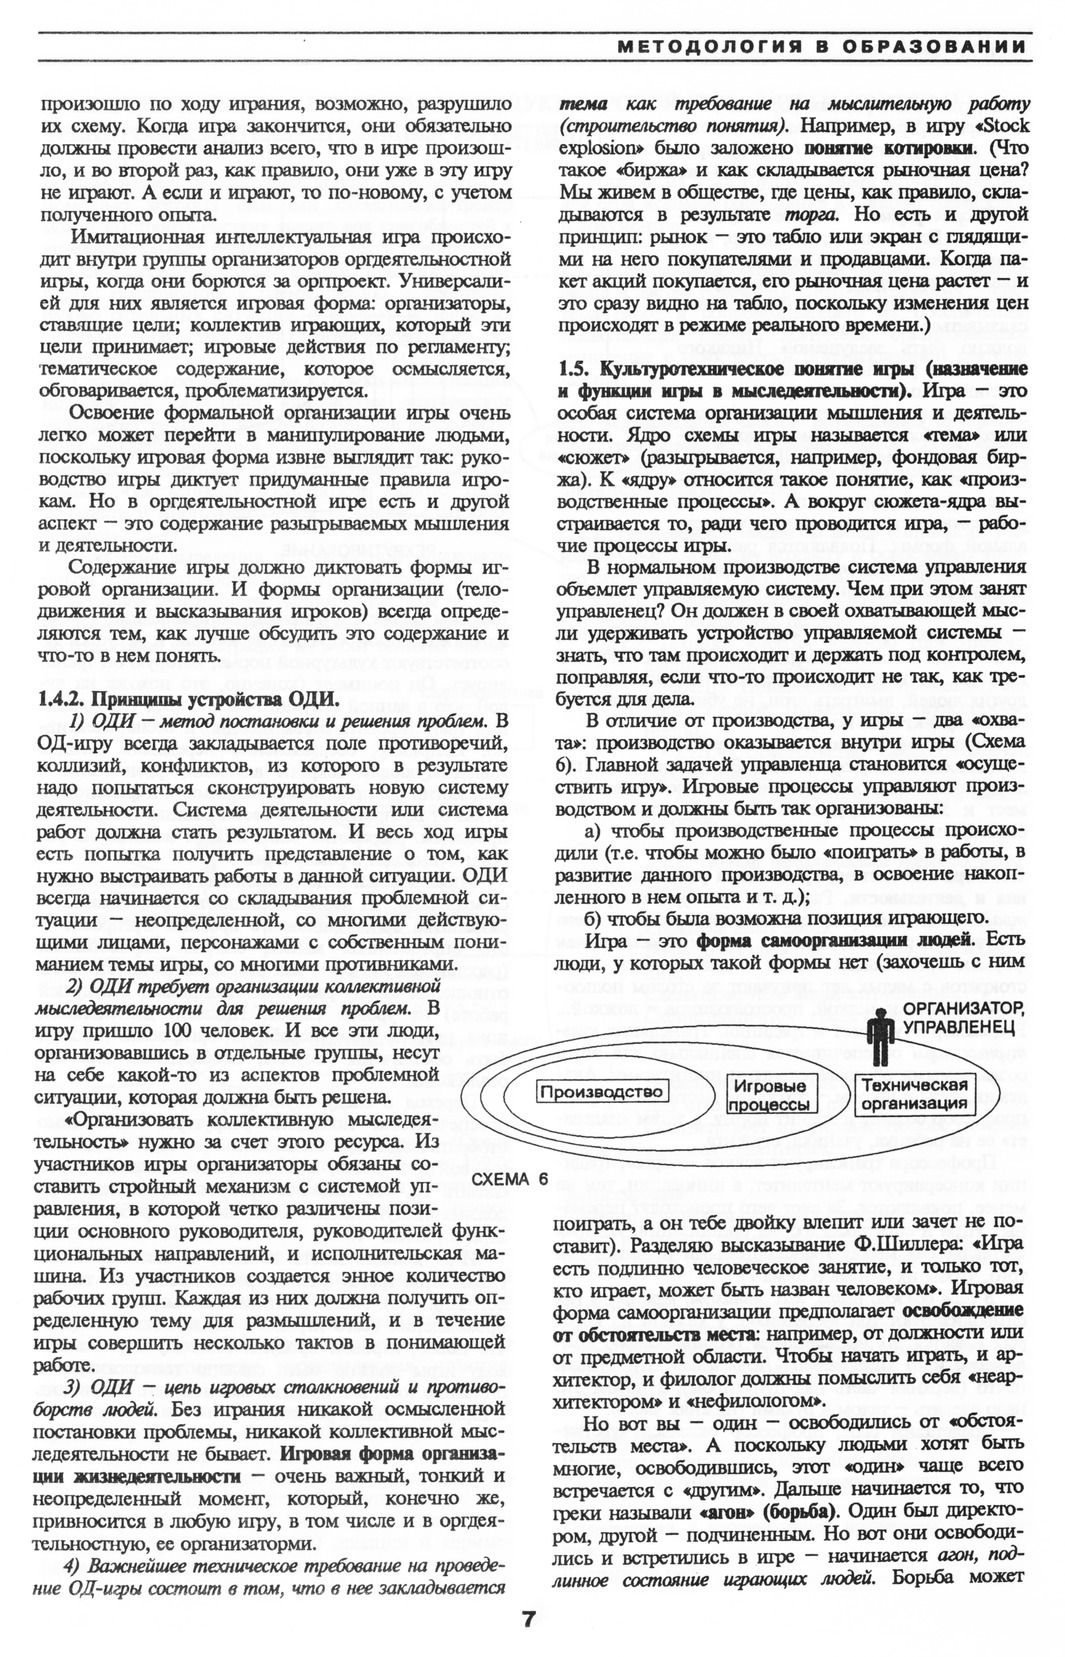 МЕТОДОЛОГИЯ В ОБРАЗОВАНИИ
произошло по ходу играния, возможно, разрушило
их схему. Когда игра закончится, они обязательно
должны провести анализ всего, что в игре произош-
ло, и во второй раз, как правило, они уже в эту игру
не играют. А если и играют, то по-новому, с учетом
полученного опыта.
Имитационная интеллектуальная игра происхо-
дит внутри группы организаторов оргдеятельностной
игры, когда они борются за оргпроект. Универсали-
ей для них является игровая форма: организаторы,
ставящие цели; коллектив играющих, который эти
цели принимает; игровые действия по регламенту;
тематическое содержание, которое осмысляется,
обговаривается, проблематизируется.
Освоение формальной организации игры очень
легко может перейти в манипулирование людьми,
поскольку игровая форма извне выглядит так: руко-
водство игры диктует придуманные правила игро-
кам. Но в оргдеятельностной игре есть и другой
аспект — это содержание разыгрываемых мышления
и деятельности.
Содержание игры должно диктовать формы иг-
ровой организации. И формы организации (тело-
движения и высказывания игроков) всегда опреде-
ляются тем, как лучше обсудить это содержание и
что-то в нем понять.
1.4.2. Принципы устройства ОДИ.
1) ОДИ — метод постановки и решения проблем. В
ОД-игру всегда закладывается поле противоречий,
коллизий, конфликтов, из которого в результате
надо попытаться сконструировать новую систему
деятельности. Система деятельности или система
работ должна стать результатом. И весь ход игры
есть попытка получить представление о том, как
нужно выстраивать работы в данной ситуации. ОДИ
всегда начинается со складывания проблемной си-
туации — неопределенной, со многими действую-
щими лицами, персонажами с собственным пони-
манием темы игры, со многими противниками.
2) ОДИ требует организации коллективной
мыследеятельности для решения проблем. В
игру пришло 100 человек. И все эти люди,
организовавшись в отдельные группы, несут
на себе какой-то из аспектов проблемной
ситуации, которая должна быть решена.
«Организовать коллективную мыследея-
тельность» нужно за счет этого ресурса. Из
участников игры организаторы обязаны со-
ставить стройный механизм с системой уп-
равления, в которой четко различены пози-
ции основного руководителя, руководителей функ-
циональных направлений, и исполнительская ма-
шина. Из участников создается энное количество
рабочих групп. Каждая из них должна получить оп-
ределенную тему для размышлений, и в течение
игры совершить несколько тактов в понимающей
работе.
3) ОДИ — цепь игровых столкновений и противо-
борств людей. Без играния никакой осмысленной
постановки проблемы, никакой коллективной мыс-
ледеятельности не бывает. Игровая форма организа-
ции жизнедеятельности — очень важный, тонкий и
неопределенный момент, который, конечно же,
привносится в любую игру, в том числе и в оргдея-
тельностную, ее организаторми.
4) Важнейшее техническое требование на проведе-
ние ОД-игры состоит в том, что в нее закладывается
тема как требование на мыслительную работу
(строительство понятия). Например, в игру «Stock
explosion» было заложено понятие котировки. (Что
такое «биржа» и как складывается рыночная цена?
Мы живем в обществе, где цены, как правило, скла-
дываются в результате торга. Но есть и другой
принцип: рынок — это табло или экран с глядящи-
ми на него покупателями и продавцами. Когда па-
кет акций покупается, его рыночная цена растет — и
это сразу видно на табло, поскольку изменения цен
происходят в режиме реального времени.)
1.5. Культуротехническое понятие игры (назначение
и функции игры в мыследеятельности). Игра — это
особая система организации мышления и деятель-
ности. Ядро схемы игры называется «тема» или
«сюжет» (разыгрывается, например, фондовая бир-
жа). К «ядру» относится такое понятие, как «произ-
водственные процессы». А вокруг сюжета-ядра вы-
страивается то, ради чего проводится игра, — рабо-
чие процессы игры.
В нормальном производстве система управления
объемлет управляемую систему. Чем при этом занят
управленец? Он должен в своей охватывающей мыс-
ли удерживать устройство управляемой системы —
знать, что там происходит и держать под контролем,
поправляя, если что-то происходит не так, как тре-
буется для дела.
В отличие от производства, у игры — два «охва-
та»: производство оказывается внутри игры (Схема
6). Главной задачей управленца становится «осуще-
ствить игру». Игровые процессы управляют произ-
водством и должны быть так организованы:
а) чтобы производственные процессы происхо-
дили (т.е. чтобы можно было «поиграть» в работы, в
развитие данного производства, в освоение накоп-
ленного в нем опыта и т. д.);
б) чтобы была возможна позиция играющего.
Игра — это форма самоорганизации людей. Есть
люди, у которых такой формы нет (захочешь с ним
ОРГАНИЗАТОР,
УПРАВЛЕНЕЦ
Производство
Игровые
процессы
Техническая
организация
СХЕМА 6
поиграть, а он тебе двойку влепит или зачет не по-
ставит). Разделяю высказывание Ф.Шиллера: «Игра
есть подлинно человеческое занятие, и только тот,
кто играет, может быть назван человеком». Игровая
форма самоорганизации предполагает освобождение
от обстоятельств места: например, от должности или
от предметной области. Чтобы начать играть, и ар-
хитектор, и филолог должны помыслить себя «неар-
хитектором» и «нефилологом».
Но вот вы — один — освободились от «обстоя-
тельств места». А поскольку людьми хотят быть
многие, освободившись, этот «один» чаще всего
встречается с «другим». Дальше начинается то, что
греки называли «агон» (борьба). Один был директо-
ром, другой — подчиненным. Но вот они освободи-
лись и встретились в игре — начинается агон, под-
линное состояние играющих людей. Борьба может
7